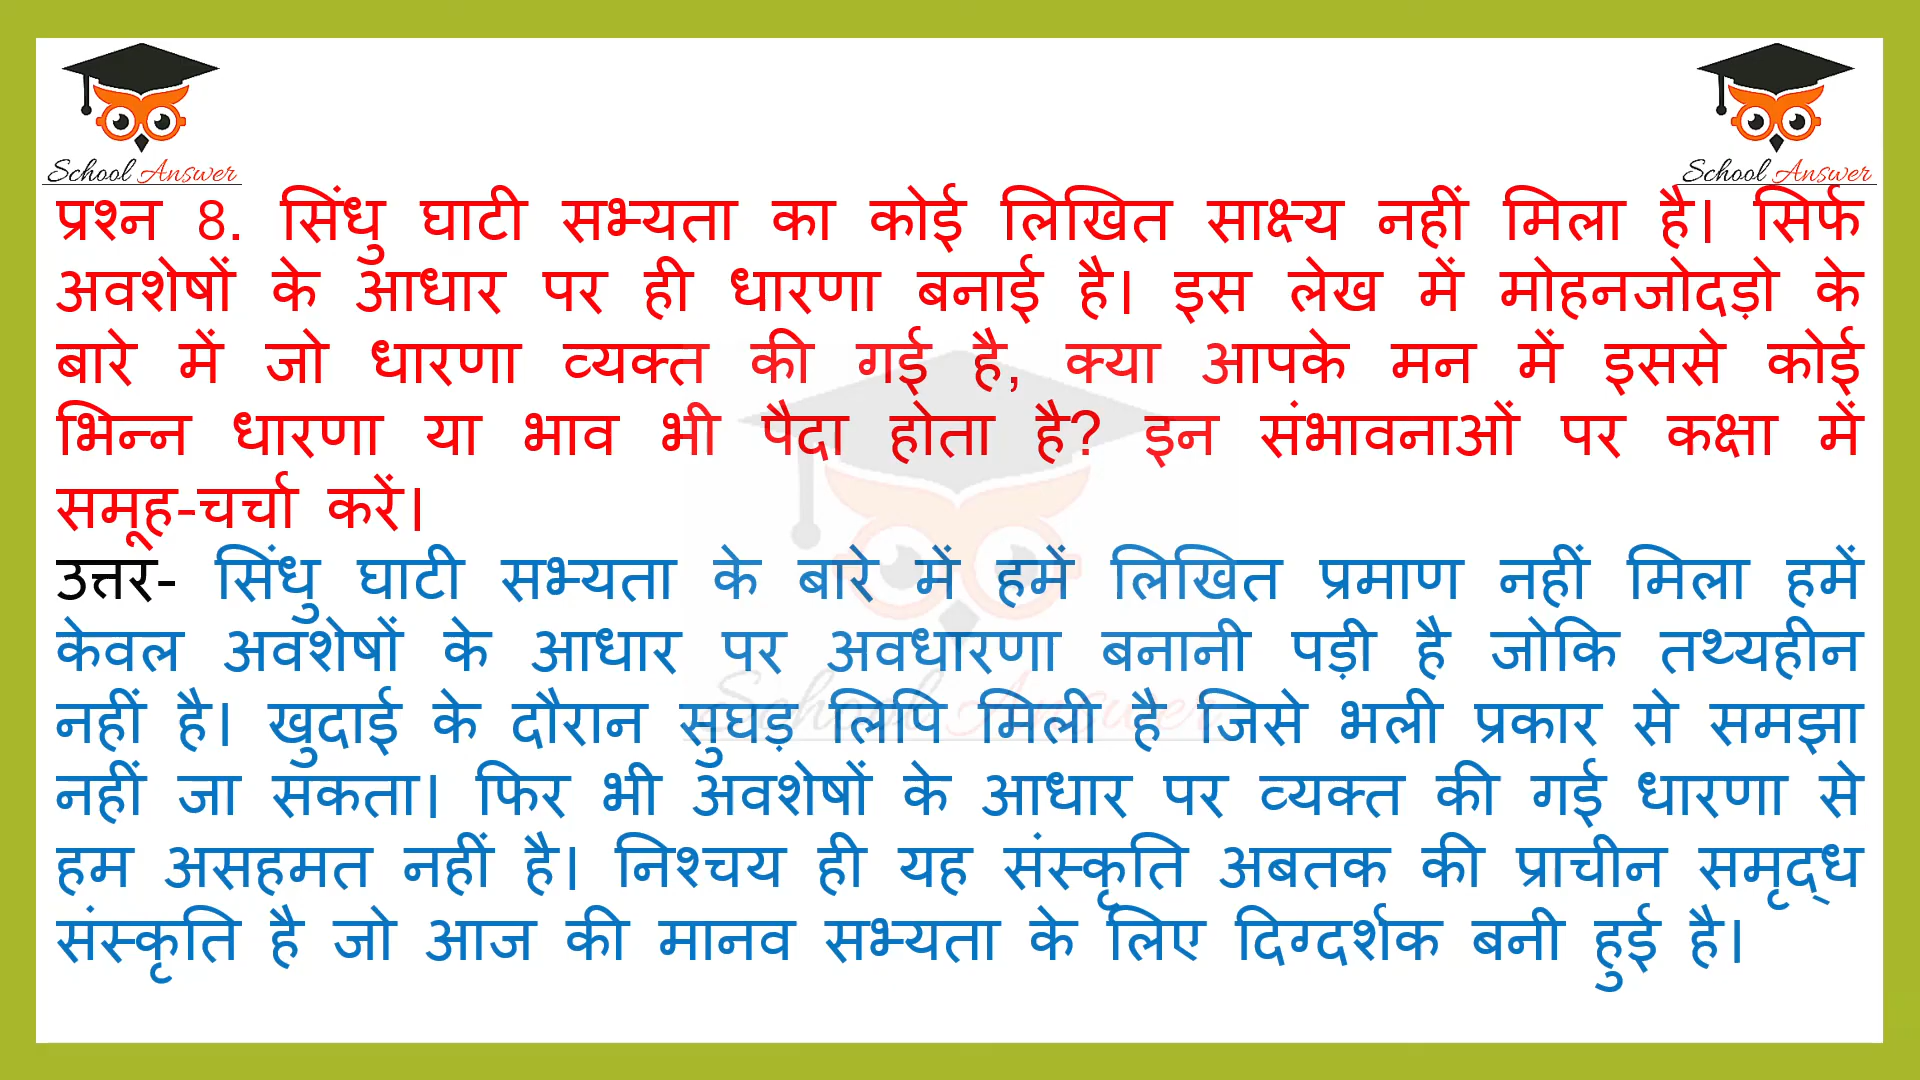 School Answer School Answer
प्रश्न 8. सिंधु घाटी सभ्यता का कोई लिखित साक्ष्य नहीं मिला है। सिर्फ
अवशेषों के आधार पर ही धारणा बनाई है। इस लेख में मोहनजोदड़ो के
बारे में जो धारणा व्यक्त की गई है, क्या आपके मन में इससे कोई
भिन्न धारणा या भाव भी पैदा होता है? इन संभावनाओं पर कक्षा में
समूह-चर्चा करें।
उत्तर- सिंधु घाटी सभ्यता के बारे में हमें लिखित प्रमाण नहीं मिला हमें
केवल अवशेषों के आधार पर अवधारणा बनानी पड़ी है जोकि तथ्यहीन
नहीं है। खुदाई के दौरान सुघड़ लिपि मिली है जिसे भली प्रकार से समझा
School Answer
नहीं जा सकता। फिर भी अवशेषों के आधार पर व्यक्त की गई धारणा से
हम असहमत नहीं है। निश्चय ही यह संस्कृति अबतक की प्राचीन समृद्ध
संस्कृति है जो आज की मानव सभ्यता के लिए दिग्दर्शक बनी हुई है।